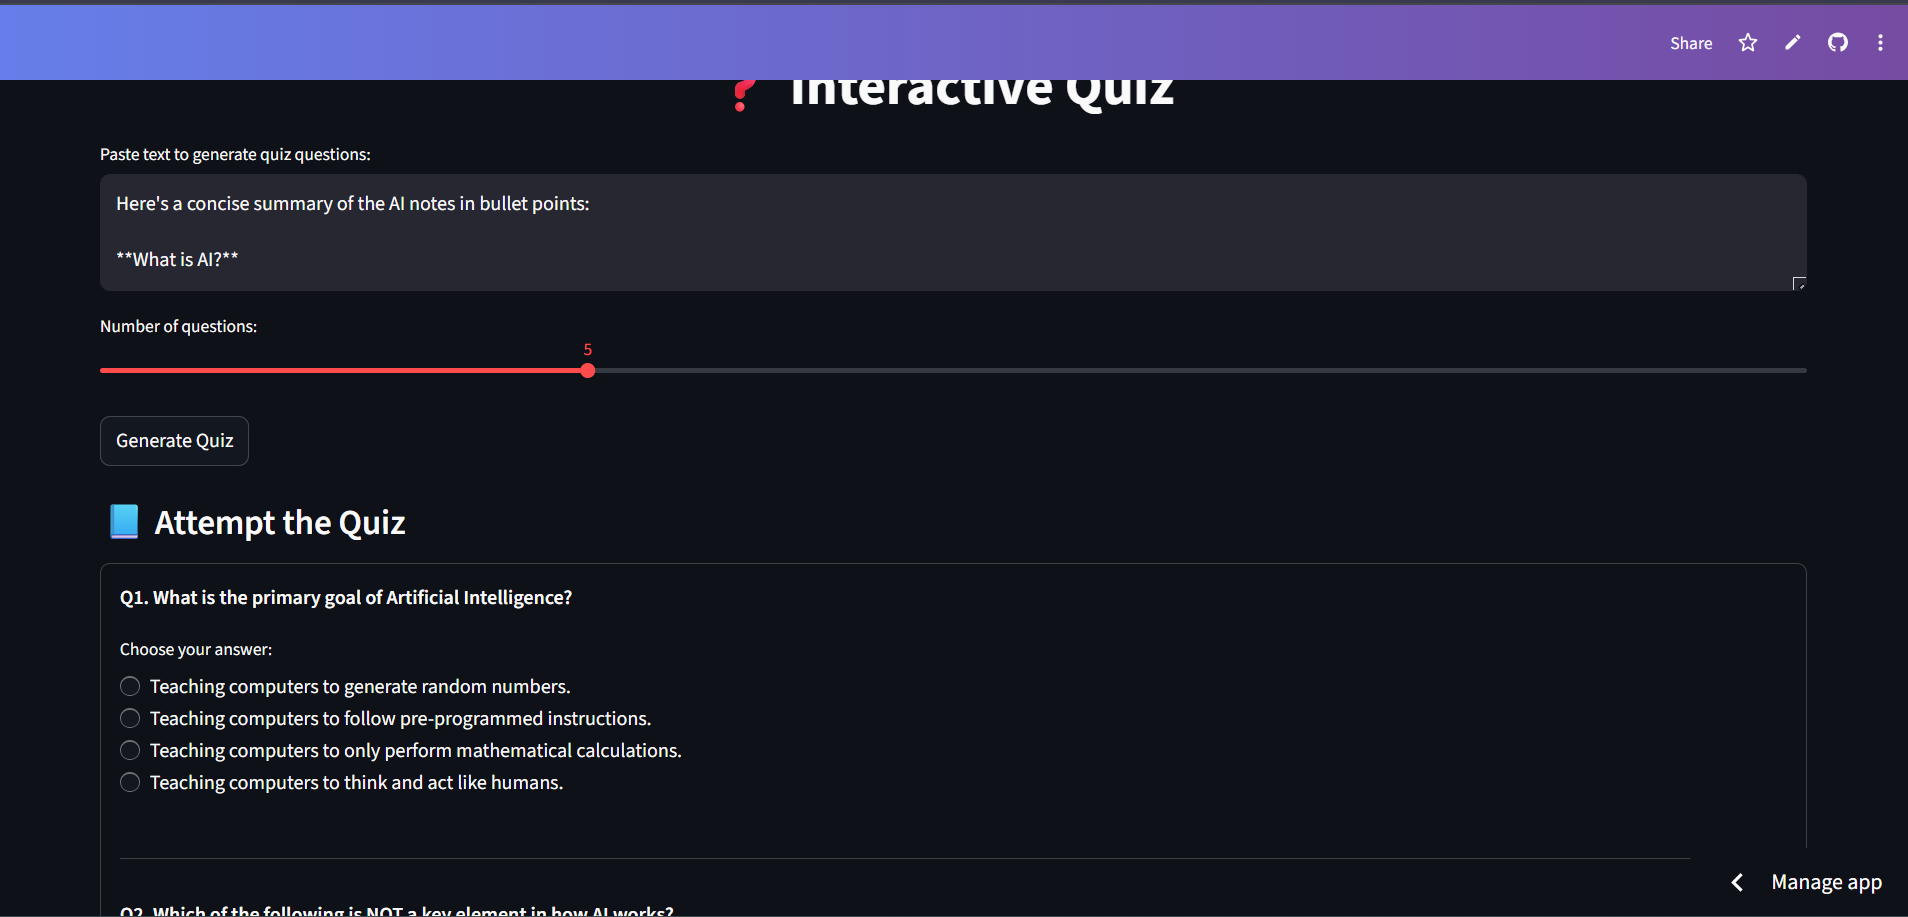 Share
Interactive Quiz
Paste text to generate quiz questions:
Here's a concise summary of the AI notes in bullet points:
**What is AI?**
Number of questions:
5
Generate Quiz
Attempt the Quiz
Q1. What is the primary goal of Artificial Intelligence?
Choose your answer:
Teaching computers to generate random numbers.
Teaching computers to follow pre-programmed instructions.
Teaching computers to only perform mathematical calculations.
Teaching computers to think and act like humans.
Manage app
Q2. Which of the following is NOT a key element in how AI works?